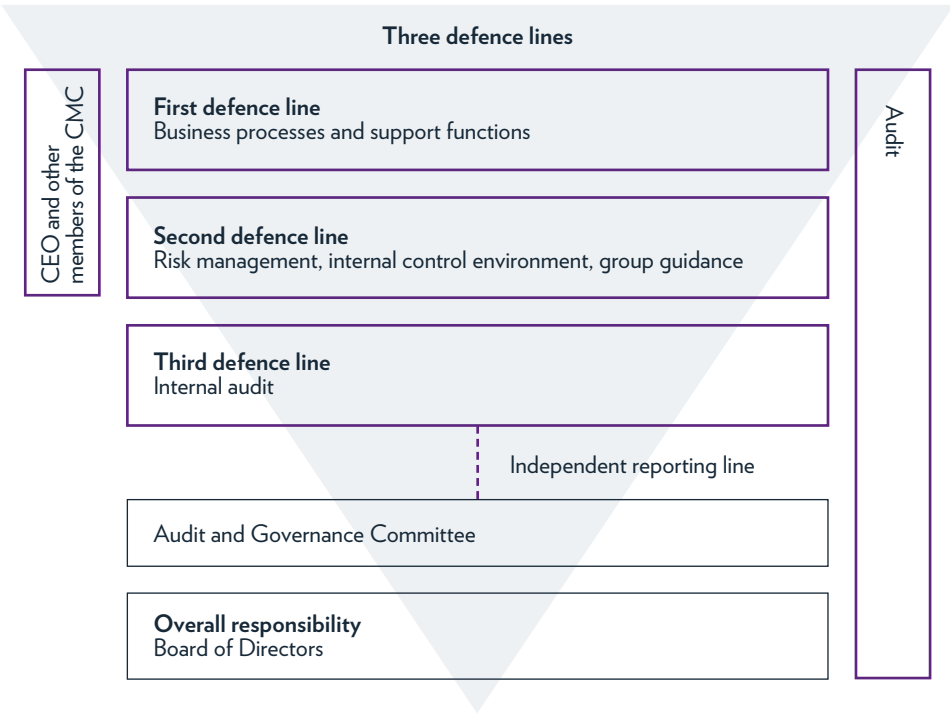 Three defence lines
CEO and other
members of the CMC
First defence line
Business processes and support functions
Second defence line
Risk management, internal control environment, group guidance
Third defence line
Internal audit
Independent reporting line
Audit and Governance Committee
Overall responsibility
Board of Directors
Audit